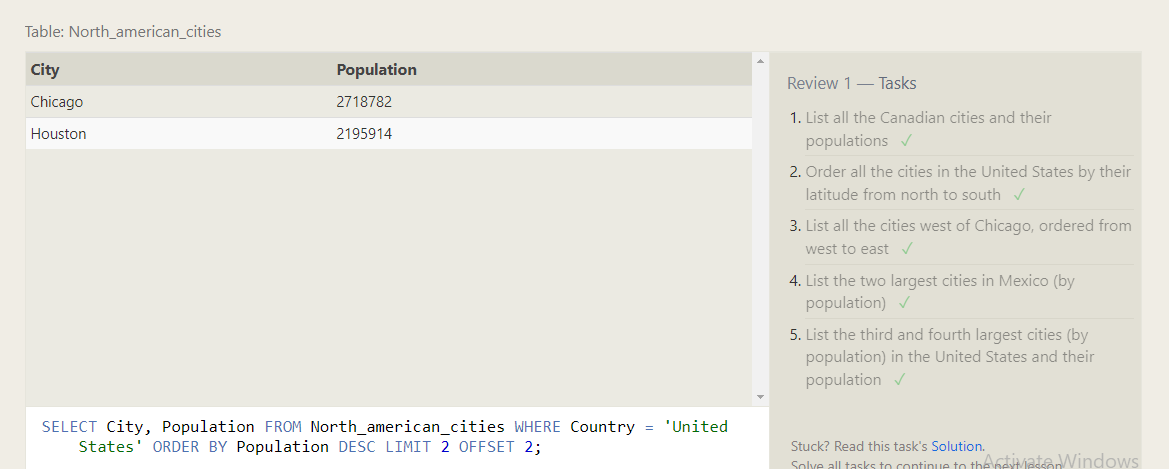 Table: North_american_cities
City Population
Chicago 2718782
Houston 2195914
SELECT City, Population FROM North_american_cities WHERE Country = 'United
States' ORDER BY Population DESC LIMIT 2 OFFSET 2;
Review 1 — Tasks
1. List all the Canadian cities and their
populations ✓
2. Order all the cities in the United States by their
latitude from north to south ✓
3. List all the cities west of Chicago, ordered from
west to east ✓
4. List the two largest cities in Mexico (by
population) ✓
5. List the third and fourth largest cities (by
population) in the United States and their
population ✓
Stuck? Read this task's Solution.
Solve all tasks to continue to the next lesson.
Activate Windows